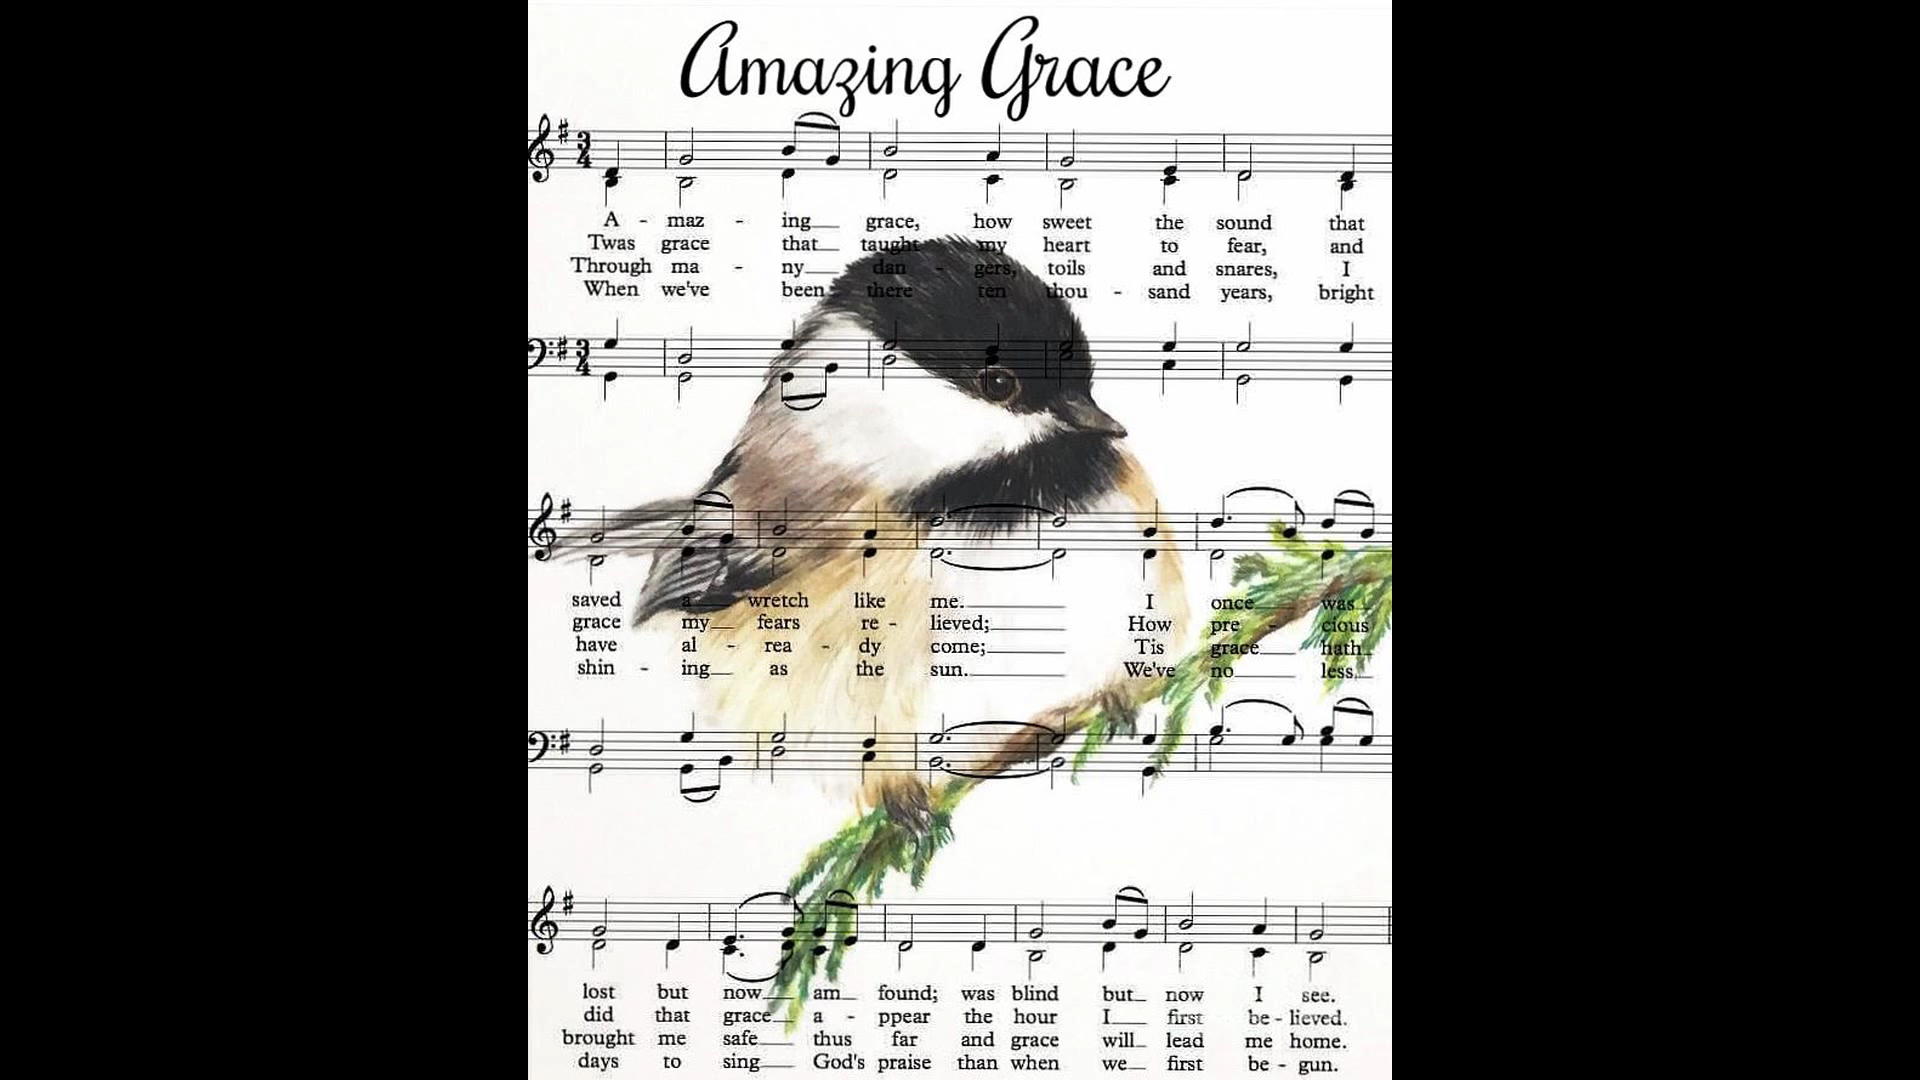 Amazing Grace
A - maz - ing grace, how sweet the sound that
Twas grace that taught my heart to fear, and
Through ma - ny dan - gers, toils and snares, I
When we've been there ten thou - sand years, bright
saved a wretch like me. I once was
grace my fears re - lieved; How pre - cious
have al - rea - dy come; Tis grace hath
shin - ing as the sun. We've no less
lost but now am found; was blind but now I see.
did that grace a - ppear the hour I first be - lieved.
brought me safe thus far and grace will lead me home.
days to sing God's praise than when we first be - gun.